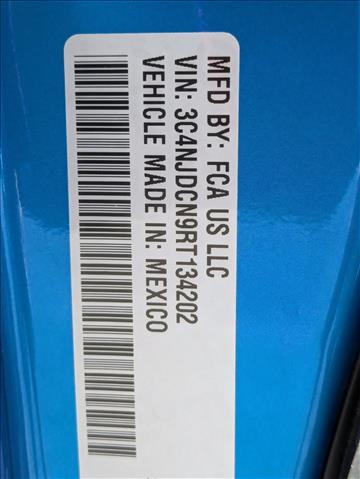 MFD BY: FCA US LLC
VIN: 3C4NJDCN9RT134202
VEHICLE MADE IN: MEXICO